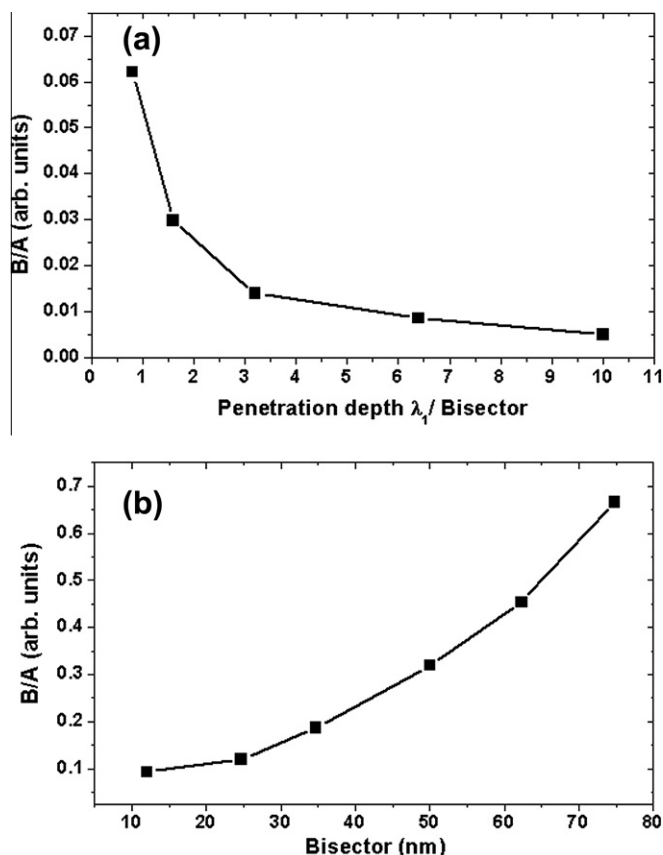 (a)
B/A (arb. units)
0.07
0.06
0.05
0.04
0.03
0.02
0.01
0.00
0 1 2 3 4 5 6 7 8 9 10 11
Penetration depth λ₁/ Bisector
(b)
B/A (arb. units)
0.7
0.6
0.5
0.4
0.3
0.2
0.1
10 20 30 40 50 60 70 80
Bisector (nm)